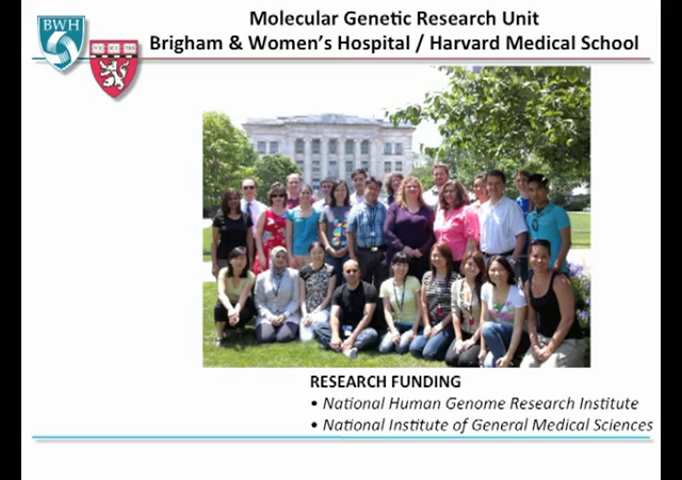 BWH
Molecular Genetic Research Unit
Brigham & Women's Hospital / Harvard Medical School
RESEARCH FUNDING
• National Human Genome Research Institute
• National Institute of General Medical Sciences